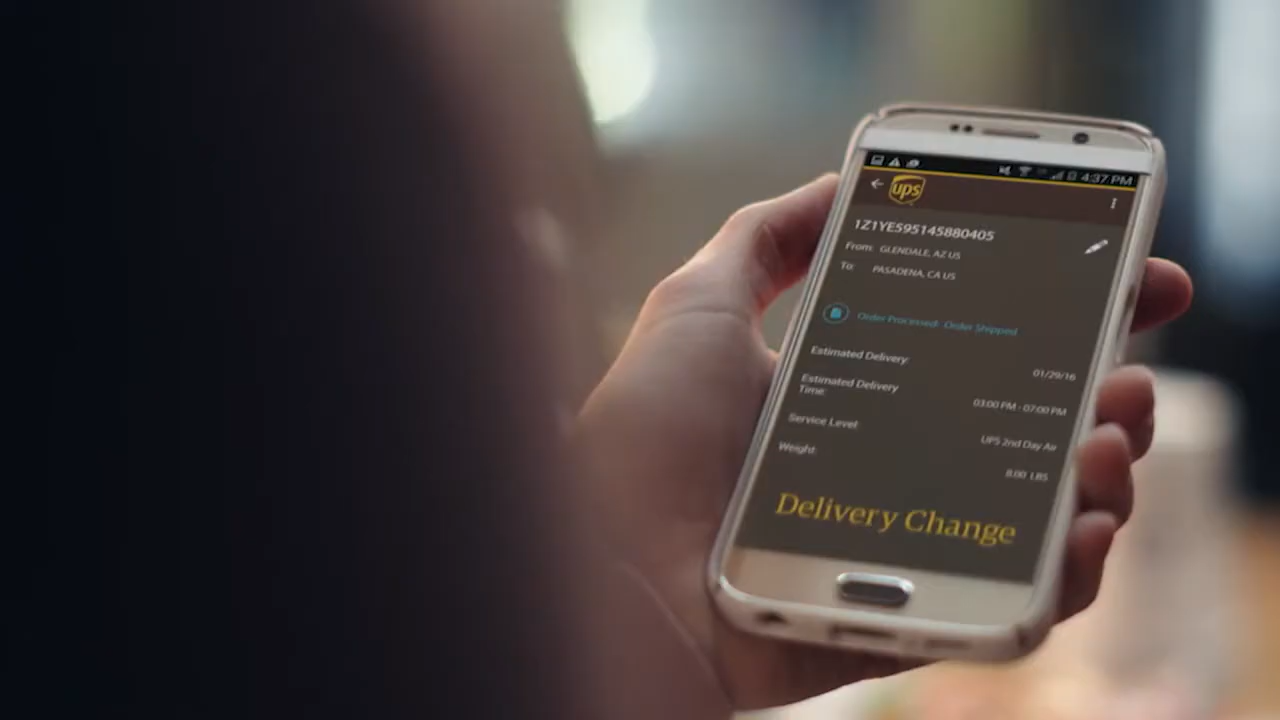 4:37 PM
ups
1Z1YE595145880405
From: GLENDALE, AZ US
To: PASADENA, CA US
Order Processed: Order Shipped
Estimated Delivery: 01/29/16
Estimated Delivery Time: 03:00 PM - 07:00 PM
Service Level: UPS 2nd Day Air
Weight: 8.00 LBS
Delivery Change